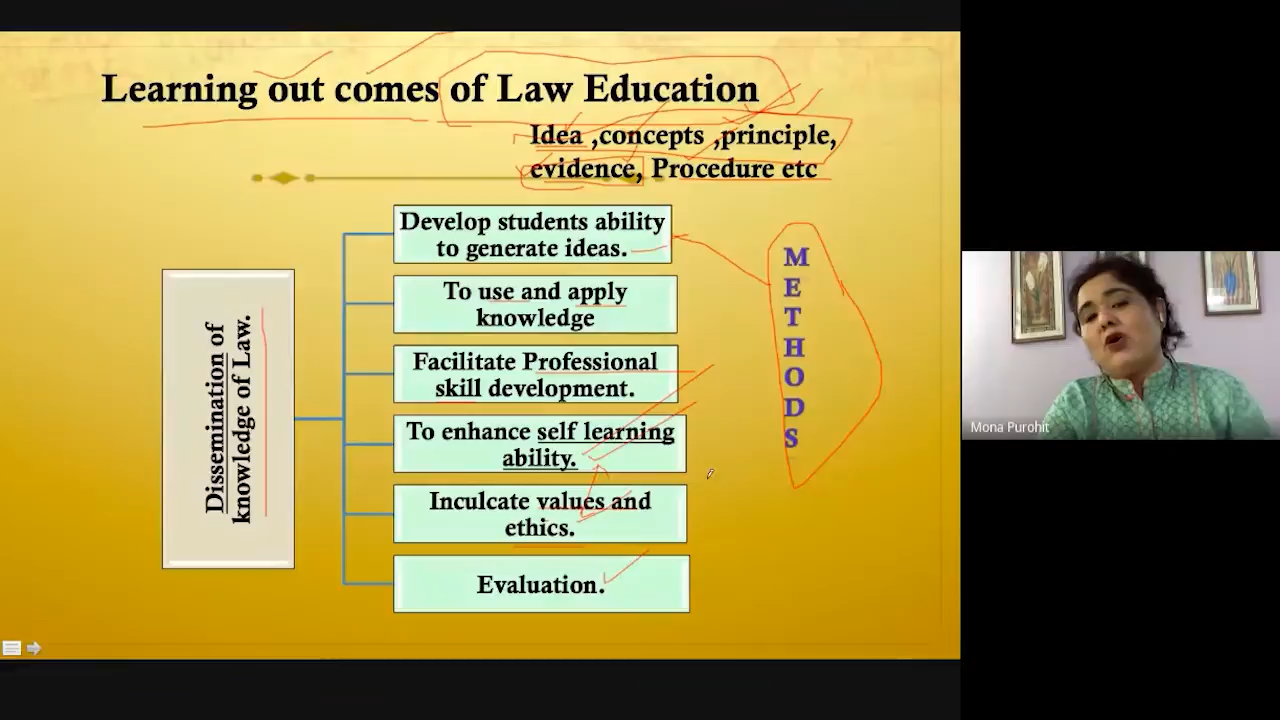 Learning out comes of Law Education
Idea ,concepts ,principle,
evidence, Procedure etc
Dissemination of
knowledge of Law.
Develop students ability
to generate ideas.
To use and apply
knowledge
Facilitate Professional
skill development.
To enhance self learning
ability.
Inculcate values and
ethics.
Evaluation.
M
E
T
H
O
D
S
Mona Purohit